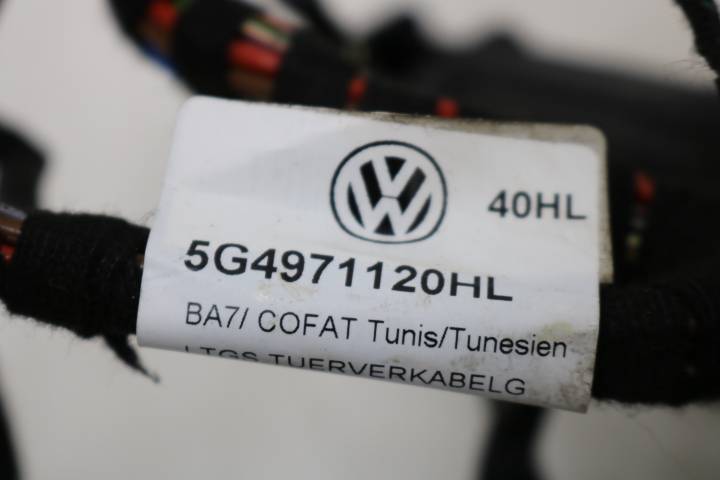 40HL
5G4971120HL
BA7/ COFAT Tunis/Tunesien
LTGS TUERVERKABELG